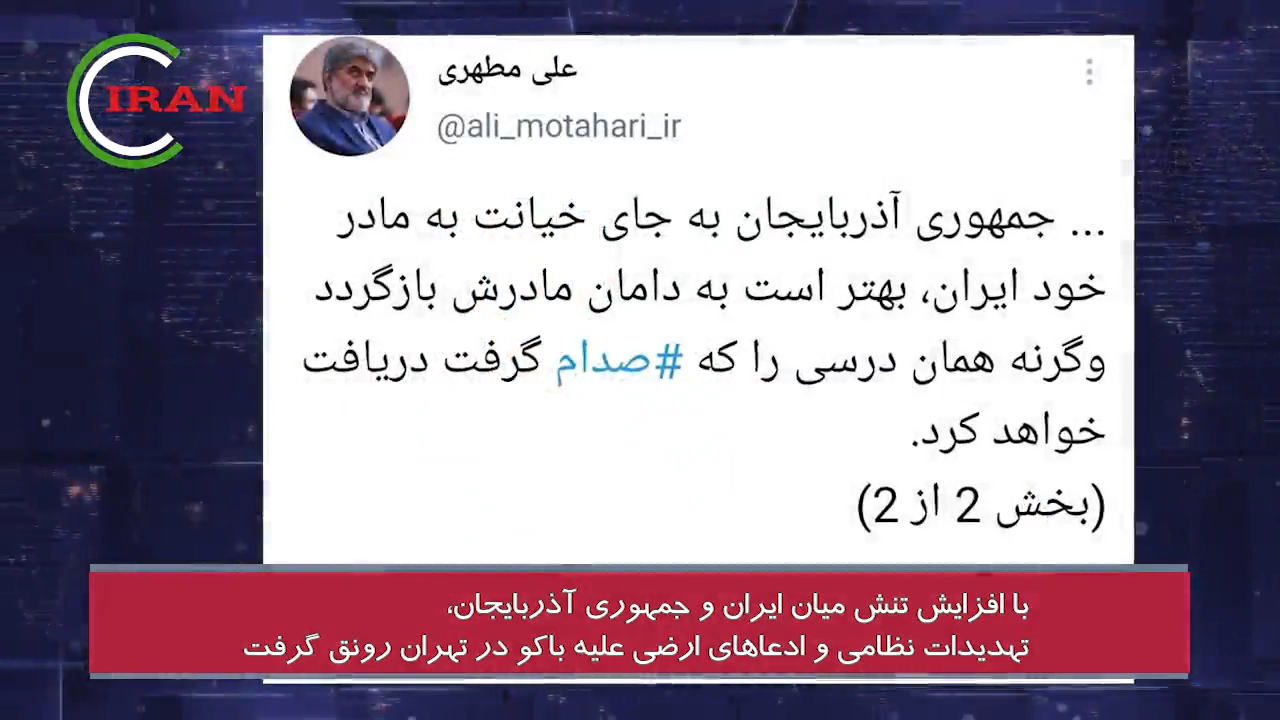 IRAN
علی مطهری
@ali_motahari_ir
... جمهوری آذربایجان به جای خیانت به مادر
خود ایران، بهتر است به دامان مادرش بازگردد
وگرنه همان درسی را که #صدام گرفت دریافت
خواهد کرد.
(بخش 2 از 2)
با افزایش تنش میان ایران و جمهوری آذربایجان،
تهدیدات نظامی و ادعاهای ارضی علیه باکو در تهران رونق گرفت